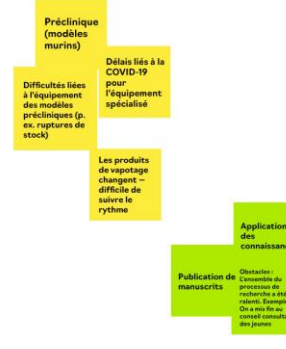 Préclinique
(modèles
murins)
Délais liés à la
COVID-19
pour
l'équipement
spécialisé
Difficultés liées
à l'équipement
des modèles
précliniques (p.
ex. ruptures de
stock)
Les produits
de vapotage
changent –
difficile de
suivre le
rythme
Application
des
connaissanc
Publication de
manuscrits
Obstacles :
L'ensemble du
processus de
recherche a été
ralenti. Exemple
On a mis fin au
conseil consulta
des jeunes